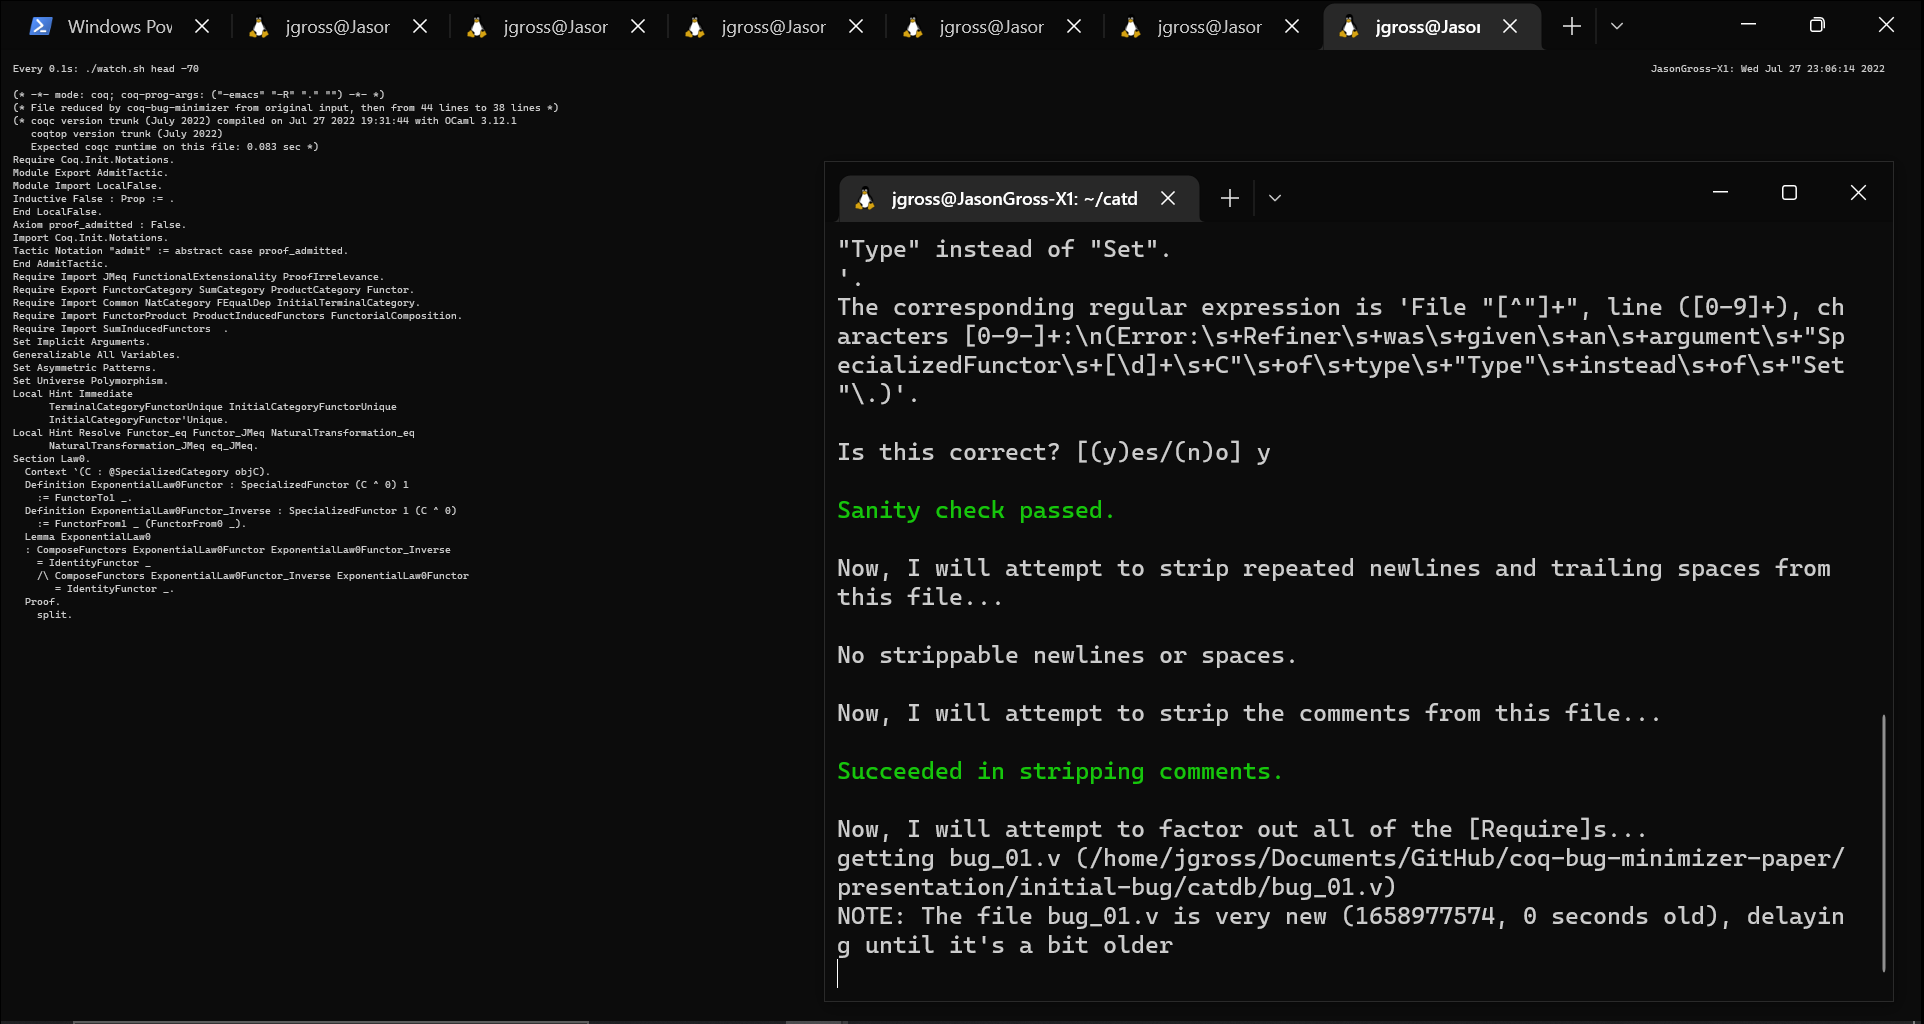 Windows Pov
jgross@Jasor
jgross@Jasor
jgross@Jasor
jgross@Jasor
jgross@Jasor
jgross@Jasor
Every 0.1s: ./watch.sh head -70
JasonGross-X1: Wed Jul 27 23:06:14 2022
(* -*- mode: coq; coq-prog-args: ("-emacs" "-R" "." "") -*- *)
(* File reduced by coq-bug-minimizer from original input, then from 44 lines to 38 lines *)
(* coqc version trunk (July 2022) compiled on Jul 27 2022 19:31:44 with OCaml 3.12.1
   coqtop version trunk (July 2022)
   Expected coqc runtime on this file: 0.083 sec *)
Require Coq.Init.Notations.
Module Export AdmitTactic.
Module Import LocalFalse.
Inductive False : Prop := .
End LocalFalse.
Axiom proof_admitted : False.
Import Coq.Init.Notations.
Tactic Notation "admit" := abstract case proof_admitted.
End AdmitTactic.
Require Import JMeq FunctionalExtensionality ProofIrrelevance.
Require Export FunctorCategory SumCategory ProductCategory Functor.
Require Import Common NatCategory FEqualDep InitialTerminalCategory.
Require Import FunctorProduct ProductInducedFunctors FunctorialComposition.
Require Import SumInducedFunctors  .
Set Implicit Arguments.
Generalizable All Variables.
Set Asymmetric Patterns.
Set Universe Polymorphism.
Local Hint Immediate
      TerminalCategoryFunctorUnique InitialCategoryFunctorUnique
      InitialCategoryFunctor'Unique.
Local Hint Resolve Functor_eq Functor_JMeq NaturalTransformation_eq
      NaturalTransformation_JMeq eq_JMeq.
Section Law0.
  Context `(C : @SpecializedCategory objC).
  Definition ExponentialLaw0Functor : SpecializedFunctor (C ^ 0) 1
    := FunctorTo1 _.
  Definition ExponentialLaw0Functor_Inverse : SpecializedFunctor 1 (C ^ 0)
    := FunctorFrom1 _ (FunctorFrom0 _).
  Lemma ExponentialLaw0
  : ComposeFunctors ExponentialLaw0Functor ExponentialLaw0Functor_Inverse
    = IdentityFunctor _
    /\ ComposeFunctors ExponentialLaw0Functor_Inverse ExponentialLaw0Functor
       = IdentityFunctor _.
  Proof.
    split.
jgross@JasonGross-X1: ~/catd
"Type" instead of "Set".
'.
The corresponding regular expression is 'File "[^"]+", line ([0-9]+), ch
aracters [0-9-]+:\n(Error:\s+Refiner\s+was\s+given\s+an\s+argument\s+"Sp
ecializedFunctor\s+[\d]+\s+C"\s+of\s+type\s+"Type"\s+instead\s+of\s+"Set
"\.)'.
Is this correct? [(y)es/(n)o] y
Sanity check passed.
Now, I will attempt to strip repeated newlines and trailing spaces from
this file...
No strippable newlines or spaces.
Now, I will attempt to strip the comments from this file...
Succeeded in stripping comments.
Now, I will attempt to factor out all of the [Require]s...
getting bug_01.v (/home/jgross/Documents/GitHub/coq-bug-minimizer-paper/
presentation/initial-bug/catdb/bug_01.v)
NOTE: The file bug_01.v is very new (1658977574, 0 seconds old), delayin
g until it's a bit older